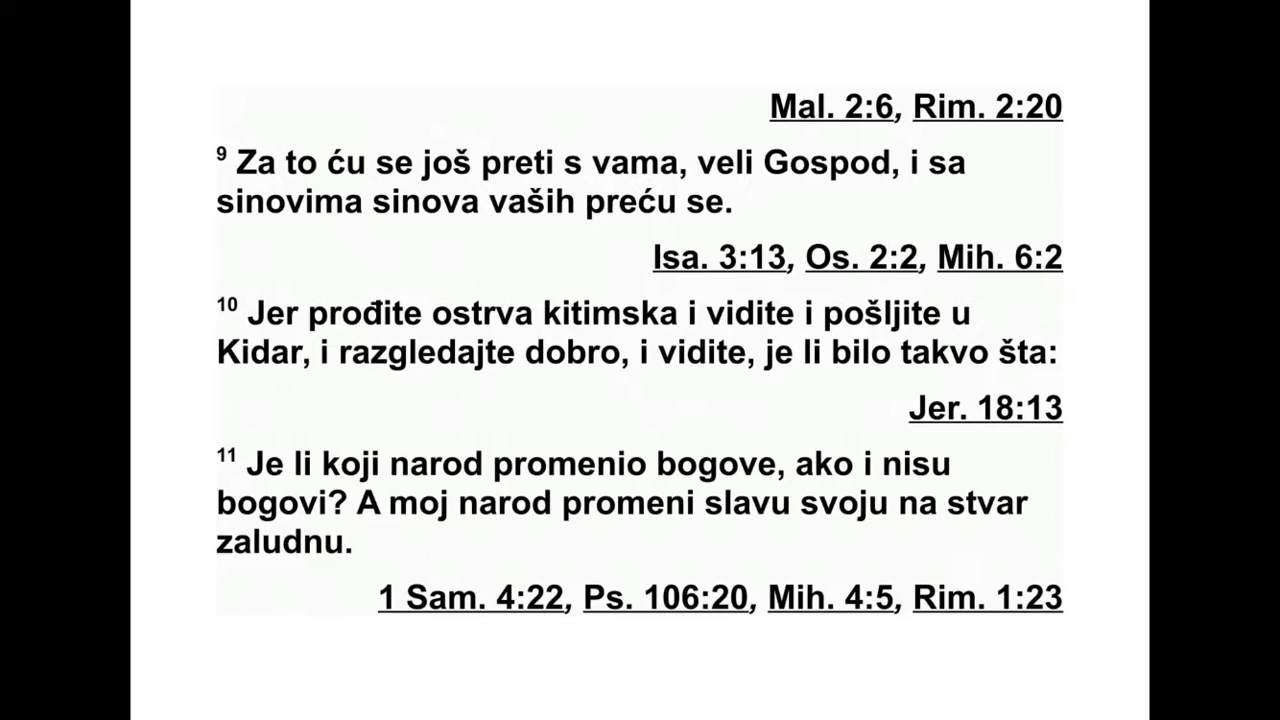 Mal. 2:6, Rim. 2:20
9 Za to ću se još preti s vama, veli Gospod, i sa
sinovima sinova vaših preću se.
Isa. 3:13, Os. 2:2, Mih. 6:2
10 Jer prođite ostrva kitimska i vidite i pošljite u
Kidar, i razgledajte dobro, i vidite, je li bilo takvo šta:
Jer. 18:13
11 Je li koji narod promenio bogove, ako i nisu
bogovi? A moj narod promeni slavu svoju na stvar
zaludnu.
1 Sam. 4:22, Ps. 106:20, Mih. 4:5, Rim. 1:23